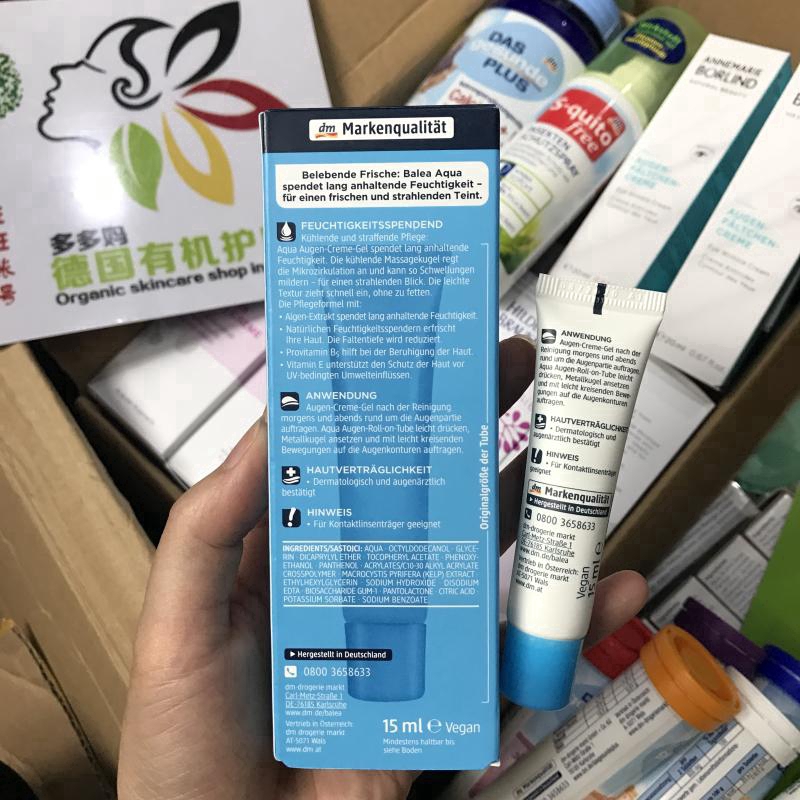 dm Markenqualität
Belebende Frische: Balea Aqua
spendet lang anhaltende Feuchtigkeit –
für einen frischen und strahlenden Teint.
FEUCHTIGKEITSSPENDEND
Kühlende und straffende Pflege:
Aqua Augen-Creme-Gel spendet lang anhaltende
Feuchtigkeit. Die kühlende Massagekugel regt
die Mikrozirkulation an und kann so Schwellungen
mildern – für einen strahlenden Blick. Die leichte
Textur zieht schnell ein, ohne zu fetten.
Die Pflegeformel mit:
• Algen-Extrakt spendet lang anhaltende Feuchtigkeit.
• Natürlichen Feuchtigkeitsspendern erfrischt
Ihre Haut. Die Faltentiefe wird reduziert.
• Provitamin B5 hilft bei der Beruhigung der Haut.
• Vitamin E unterstützt den Schutz der Haut vor
UV-bedingten Umwelteinflüssen.
ANWENDUNG
Augen-Creme-Gel nach der Reinigung
morgens und abends rund um die Augenpartie
auftragen. Aqua Augen-Roll-on-Tube leicht drücken,
Metallkugel ansetzen und mit leicht kreisenden
Bewegungen auf die Augenkonturen auftragen.
HAUTVERTRÄGLICHKEIT
• Dermatologisch und augenärztlich
bestätigt
HINWEIS
• Für Kontaktlinsenträger geeignet
Originalgröße der Tube
INGREDIENTS/SASTOJCI: AQUA · OCTYLDODECANOL · GLYCE-
RIN · DICAPRYLYL ETHER · TOCOPHERYL ACETATE · PHENOXY-
ETHANOL · PANTHENOL · ACRYLATES/C10-30 ALKYL ACRYLATE
CROSSPOLYMER · MACROCYSTIS PYRIFERA (KELP) EXTRACT ·
ETHYLHEXYLGLYCERIN · SODIUM HYDROXIDE · DISODIUM
EDTA · BIOSACCHARIDE GUM-1 · PANTOLACTONE · CITRIC ACID ·
POTASSIUM SORBATE · SODIUM BENZOATE
Hergestellt in Deutschland
0800 3658633
dm-drogerie markt
Carl-Metz-Straße 1
DE-76185 Karlsruhe
www.dm.de/balea
Vertrieb in Österreich:
dm drogerie markt
AT-5071 Wals
www.dm.at
15 ml e Vegan
Mindestens haltbar bis
siehe Boden
ANWENDUNG
Augen-Creme-Gel nach der
Reinigung morgens und abends
rund um die Augenpartie auftragen.
Aqua Augen-Roll-on-Tube leicht
drücken, Metallkugel ansetzen
und mit leicht kreisenden Bewe-
gungen auf die Augenkonturen
auftragen.
HAUTVERTRÄGLICHKEIT
• Dermatologisch und
augenärztlich bestätigt
HINWEIS
• Für Kontaktlinsenträger
geeignet
dm Markenqualität
Hergestellt in Deutschland
0800 3658633
dm-drogerie markt
Carl-Metz-Straße 1
DE-76185 Karlsruhe
www.dm.de/balea
Vertrieb in Österreich:
dm drogerie markt
AT-5071 Wals
www.dm.at
Vegan
15 ml e
多多妈
德国有机护
Organic skincare shop in
DAS
gesunde
PLUS
S-quito
free
ANNEMARIE
BÖRLIND
NATURAL BEAUTY
AUGEN-
FÄLTCHEN-
CREME
Eye Wrinkle Cream
AUGEN-
FÄLTCHEN-
CREME
Eye Wrinkle Cream